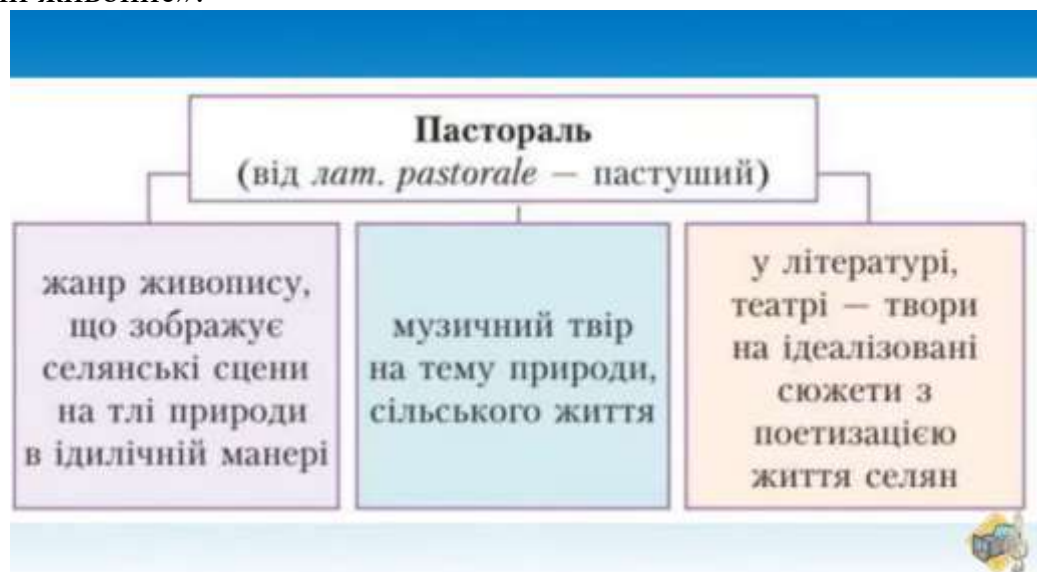 Пастораль
(від лат. pastorale — пастуший)
жанр живопису,
що зображує
селянські сцени
на тлі природи
в ідилічній манері
музичний твір
на тему природи,
сільського життя
у літературі,
театрі — твори
на ідеалізовані
сюжети з
поетизацією
життя селян